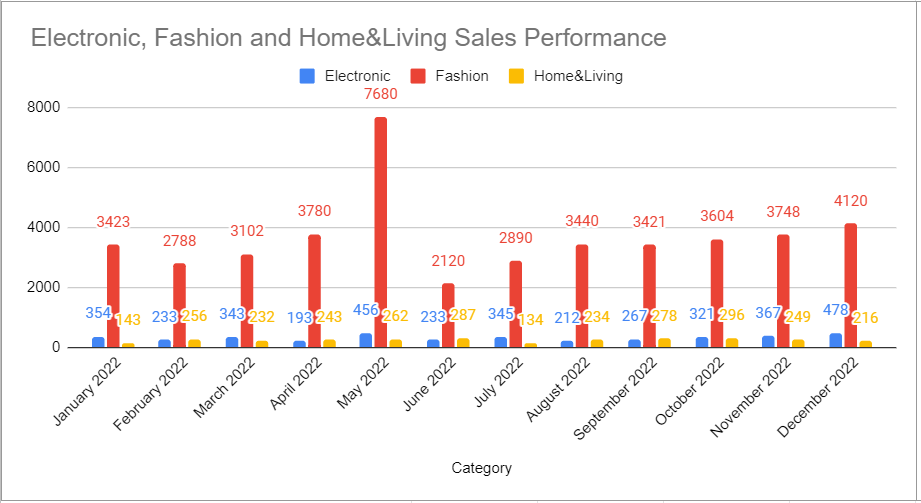 Electronic, Fashion and Home&Living Sales Performance
Electronic Fashion Home&Living
8000
6000
4000
2000
0
3423 2788 3102 3780 7680 2120 2890 3440 3421 3604 3748 4120
354 143 233 256 343 232 193 243 456 262 233 287 345 134 212 234 267 278 321 296 367 249 478 216
January 2022
February 2022
March 2022
April 2022
May 2022
June 2022
July 2022
August 2022
September 2022
October 2022
November 2022
December 2022
Category